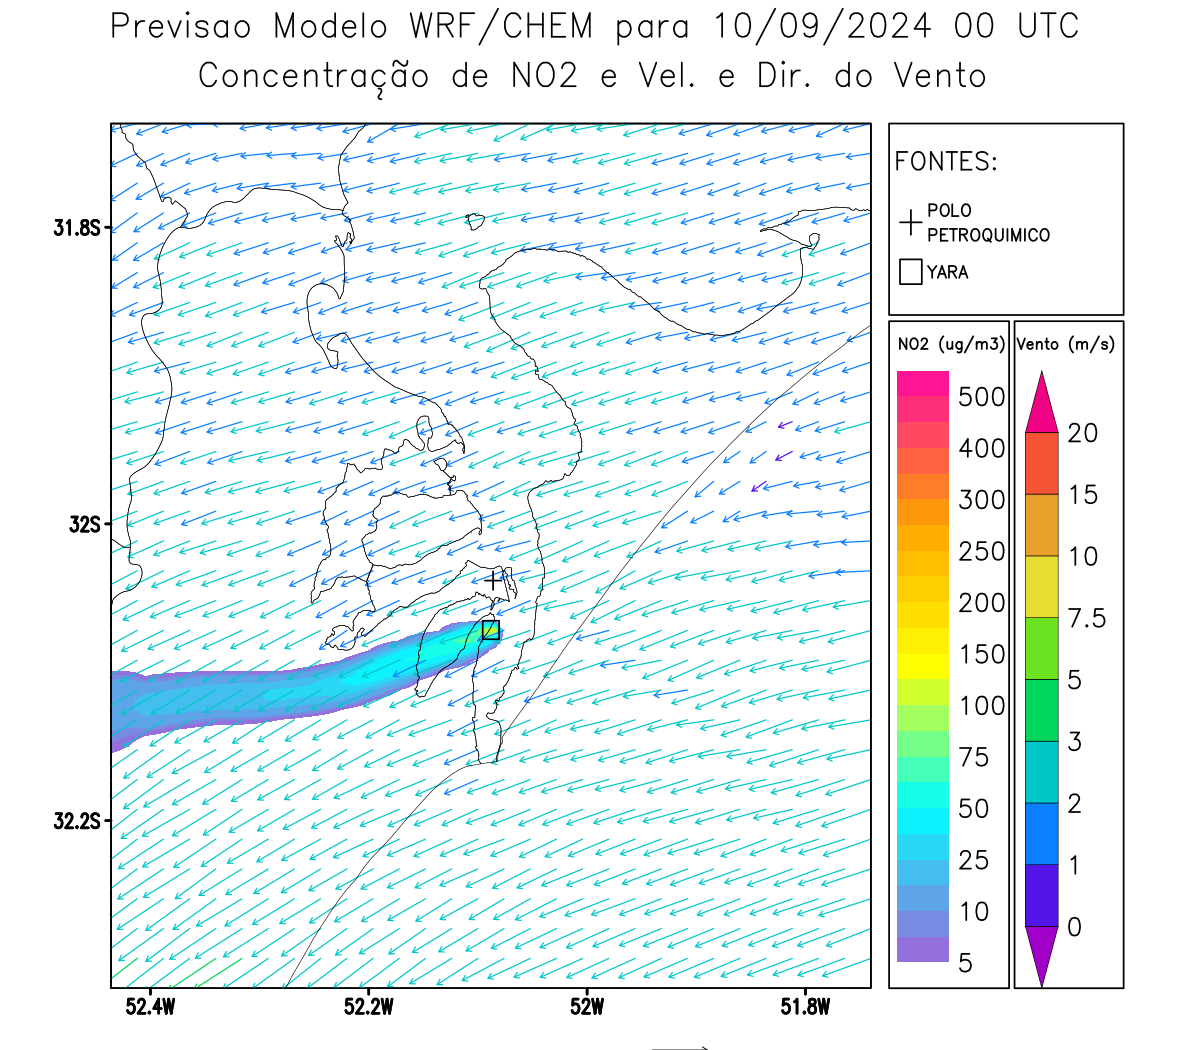 Previsao Modelo WRF/CHEM para 10/09/2024 00 UTC
Concentração de NO2 e Vel. e Dir. do Vento
FONTES:
POLO
PETROQUIMICO
YARA
NO2 (ug/m3)
500
400
300
250
200
150
100
75
50
25
10
5
Vento (m/s)
20
15
10
7.5
5
3
2
1
0
31.8S
32S
32.2S
52.4W
52.2W
52W
51.8W